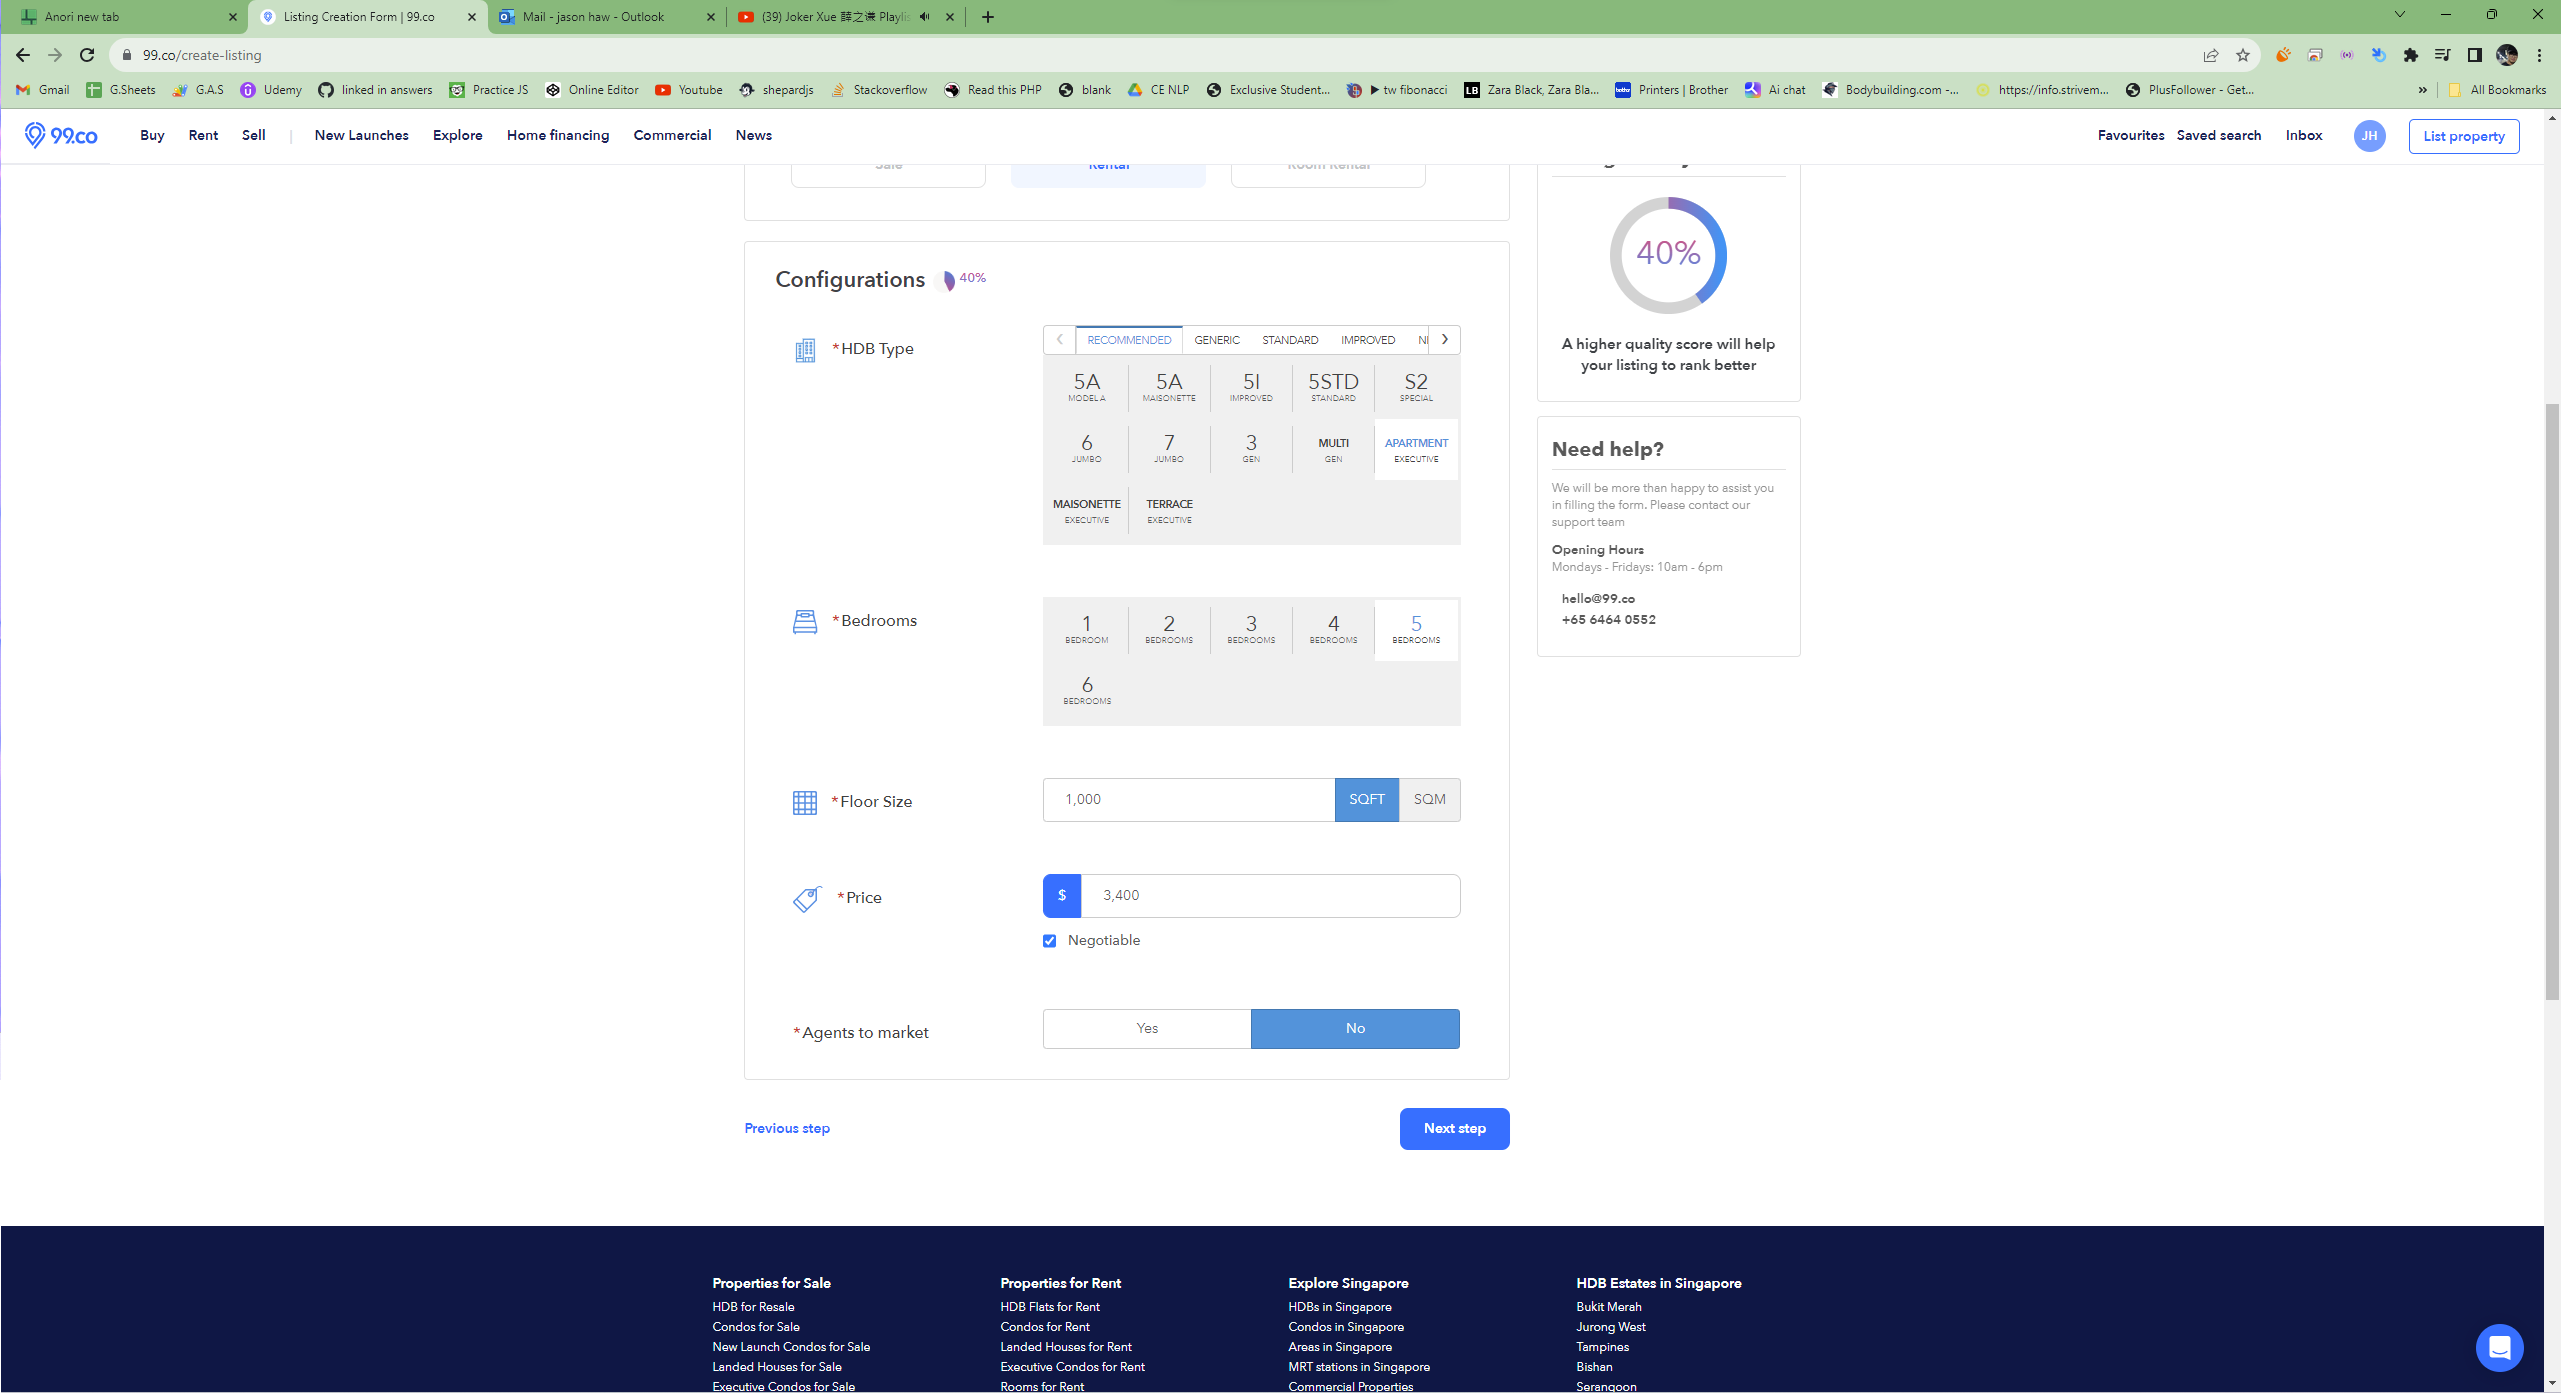 Anori new tab
Listing Creation Form | 99.co
Mail - jason haw - Outlook
(39) Joker Xue 薛之谦 Playli
99.co/create-listing
Gmail
G.Sheets
G.A.S
Udemy
linked in answers
Practice JS
Online Editor
Youtube
shepardjs
Stackoverflow
Read this PHP
blank
CE NLP
Exclusive Student...
▶ tw fibonacci
LB
Zara Black, Zara Bla...
Printers | Brother
Ai chat
Bodybuilding.com -...
https://info.strivem...
PlusFollower - Get...
»
All Bookmarks
99.co
Buy
Rent
Sell
New Launches
Explore
Home financing
Commercial
News
Favourites
Saved search
Inbox
JH
List property
Sale
Rental
Room Rental
40%
A higher quality score will help
your listing to rank better
Configurations 40%
*HDB Type
RECOMMENDED GENERIC STANDARD IMPROVED
5A 5A 5I 5STD S2
MODEL A MAISONETTE IMPROVED STANDARD SPECIAL
6 7 3 MULTI APARTMENT
JUMBO JUMBO GEN GEN EXECUTIVE
MAISONETTE TERRACE
EXECUTIVE EXECUTIVE
*Bedrooms
1 2 3 4 5
BEDROOM BEDROOMS BEDROOMS BEDROOMS BEDROOMS
6
BEDROOMS
*Floor Size
1,000 SQFT SQM
*Price
$ 3,400
Negotiable
*Agents to market
Yes No
Previous step
Next step
Need help?
We will be more than happy to assist you
in filling the form. Please contact our
support team
Opening Hours
Mondays - Fridays: 10am - 6pm
hello@99.co
+65 6464 0552
Properties for Sale
HDB for Resale
Condos for Sale
New Launch Condos for Sale
Landed Houses for Sale
Executive Condos for Sale
Properties for Rent
HDB Flats for Rent
Condos for Rent
Landed Houses for Rent
Executive Condos for Rent
Rooms for Rent
Explore Singapore
HDBs in Singapore
Condos in Singapore
Areas in Singapore
MRT stations in Singapore
Commercial Properties
HDB Estates in Singapore
Bukit Merah
Jurong West
Tampines
Bishan
Serangoon